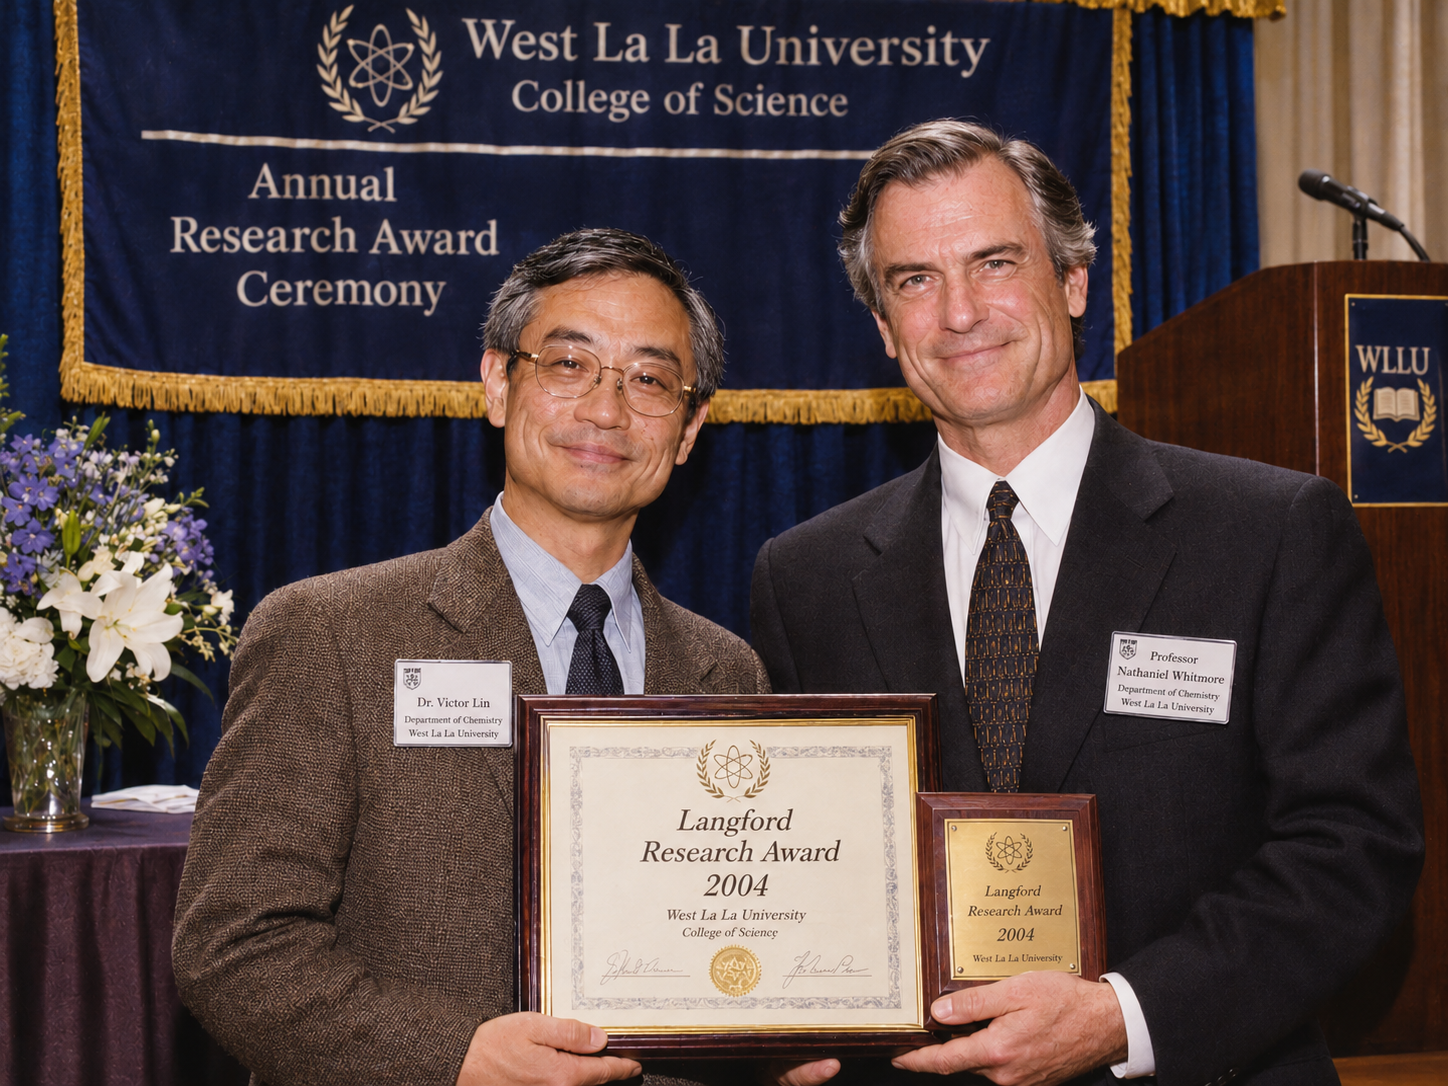 West La La University
College of Science
Annual
Research Award
Ceremony
WLLU
Dr. Victor Lin
Department of Chemistry
West La La University
Professor
Nathaniel Whitmore
Department of Chemistry
West La La University
Langford
Research Award
2004
West La La University
College of Science
Langford
Research Award
2004
West La La University